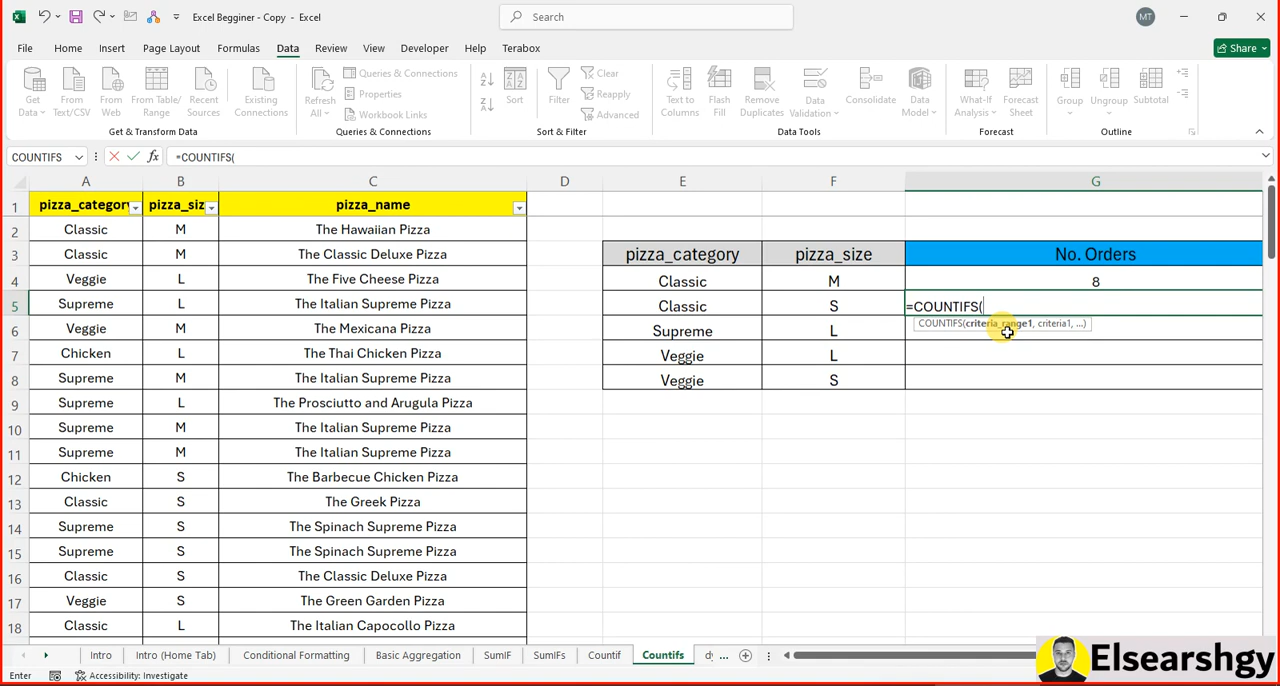 Excel Begginer - Copy - Excel
Search
MT
File Home Insert Page Layout Formulas Data Review View Developer Help Terabox
Share
Get Data
From Text/CSV
From Web
From Table/ Range
Recent Sources
Existing Connections
Get & Transform Data
Refresh All
Queries & Connections
Properties
Workbook Links
Queries & Connections
Sort
Filter
Clear
Reapply
Advanced
Sort & Filter
Text to Columns
Flash Fill
Remove Duplicates
Data Validation
Consolidate
Data Model
Data Tools
What-If Analysis
Forecast Sheet
Forecast
Group
Ungroup
Subtotal
Outline
COUNTIFS fx =COUNTIFS(
A B C D E F G
1 pizza_category pizza_siz pizza_name
2 Classic M The Hawaiian Pizza
3 Classic M The Classic Deluxe Pizza pizza_category pizza_size No. Orders
4 Veggie L The Five Cheese Pizza Classic M 8
5 Supreme L The Italian Supreme Pizza Classic S =COUNTIFS(
COUNTIFS(criteria_range1, criteria1, ...)
6 Veggie M The Mexicana Pizza Supreme L
7 Chicken L The Thai Chicken Pizza Veggie L
8 Supreme M The Italian Supreme Pizza Veggie S
9 Supreme L The Prosciutto and Arugula Pizza
10 Supreme M The Italian Supreme Pizza
11 Supreme M The Italian Supreme Pizza
12 Chicken S The Barbecue Chicken Pizza
13 Classic S The Greek Pizza
14 Supreme S The Spinach Supreme Pizza
15 Supreme S The Spinach Supreme Pizza
16 Classic S The Classic Deluxe Pizza
17 Veggie S The Green Garden Pizza
18 Classic L The Italian Capocollo Pizza
Intro Intro (Home Tab) Conditional Formatting Basic Aggregation SumIF SumIFs Countif Countifs dy ...
Enter Accessibility: Investigate
Elsearshgy